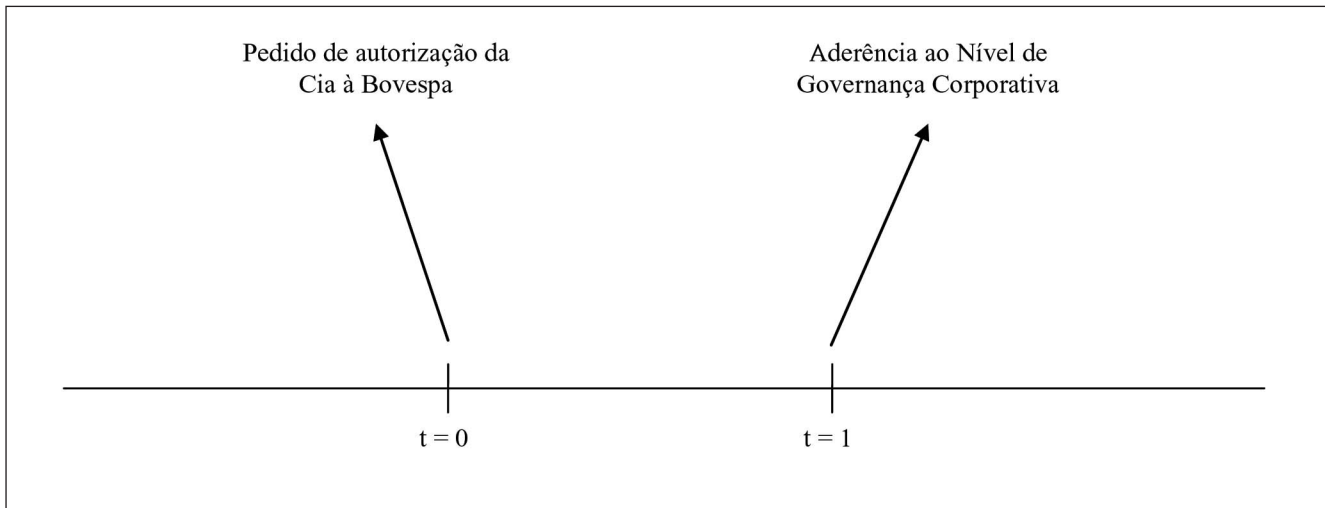 Pedido de autorização da
Cia à Bovespa
Aderência ao Nível de
Governança Corporativa
t = 0
t = 1